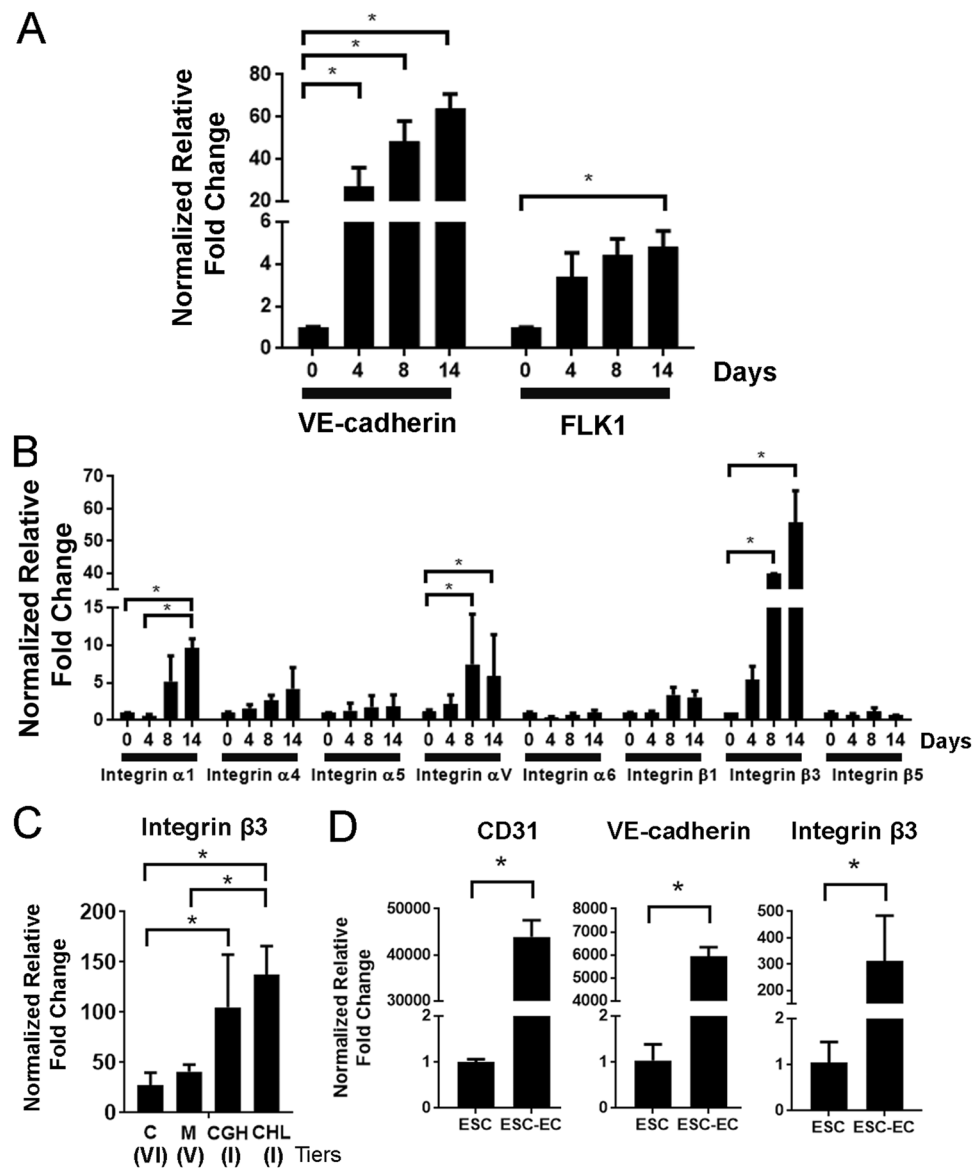 A
Normalized Relative
Fold Change
80
60
40
20
6
4
2
0
*
*
*
*
0 4 8 14 0 4 8 14 Days
VE-cadherin FLK1
B
Normalized Relative
Fold Change
70
60
50
40
15
10
5
0
*
*
*
*
*
*
0 4 8 14 0 4 8 14 0 4 8 14 0 4 8 14 0 4 8 14 0 4 8 14 0 4 8 14 0 4 8 14 Days
Integrin α1 Integrin α4 Integrin α5 Integrin αV Integrin α6 Integrin β1 Integrin β3 Integrin β5
C
Integrin β3
Normalized Relative
Fold Change
200
150
100
50
0
*
*
*
C M CGH CHL
(VI) (V) (I) (I) Tiers
D
Normalized Relative
Fold Change
CD31
*
50000
40000
30000
2
1
0
ESC ESC-EC
VE-cadherin
*
8000
7000
6000
5000
4000
2
1
0
ESC ESC-EC
Integrin β3
*
500
400
300
200
2
1
0
ESC ESC-EC